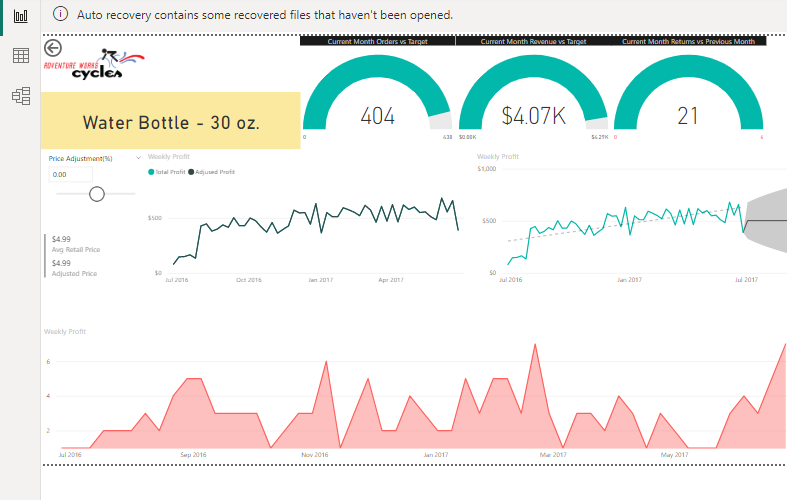 Auto recovery contains some recovered files that haven't been opened.
ADVENTURE WORKS
cycles
Current Month Orders vs Target
Current Month Revenue vs Target
Current Month Returns vs Previous Month
404
0
438
$4.07K
$0.00K
$4.29K
21
0
Water Bottle - 30 oz.
Price Adjustment(%)
0.00
$4.99
Avg Retail Price
$4.99
Adjusted Price
Weekly Profit
Total Profit
Adjused Profit
$500
$0
Jul 2016
Oct 2016
Jan 2017
Apr 2017
Weekly Profit
$1,000
$500
$0
Jul 2016
Jan 2017
Jul 2017
Weekly Profit
6
4
2
Jul 2016
Sep 2016
Nov 2016
Jan 2017
Mar 2017
May 2017